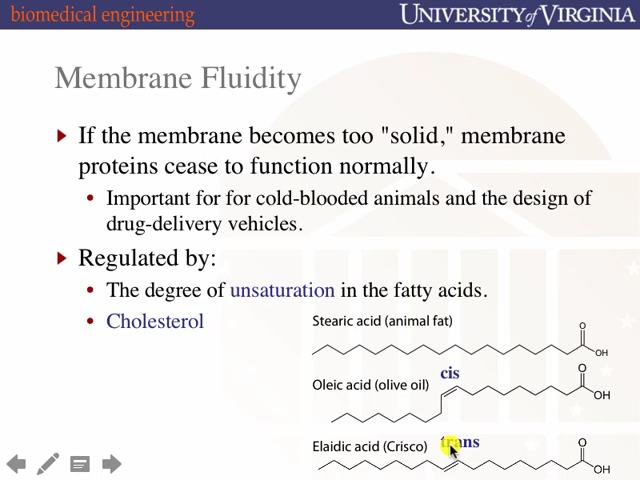 biomedical engineering
UNIVERSITY of VIRGINIA
Membrane Fluidity
If the membrane becomes too "solid," membrane
proteins cease to function normally.
Important for for cold-blooded animals and the design of
drug-delivery vehicles.
Regulated by:
The degree of unsaturation in the fatty acids.
Cholesterol
Stearic acid (animal fat)
O
OH
cis
Oleic acid (olive oil)
O
OH
trans
Elaidic acid (Crisco)
O
OH